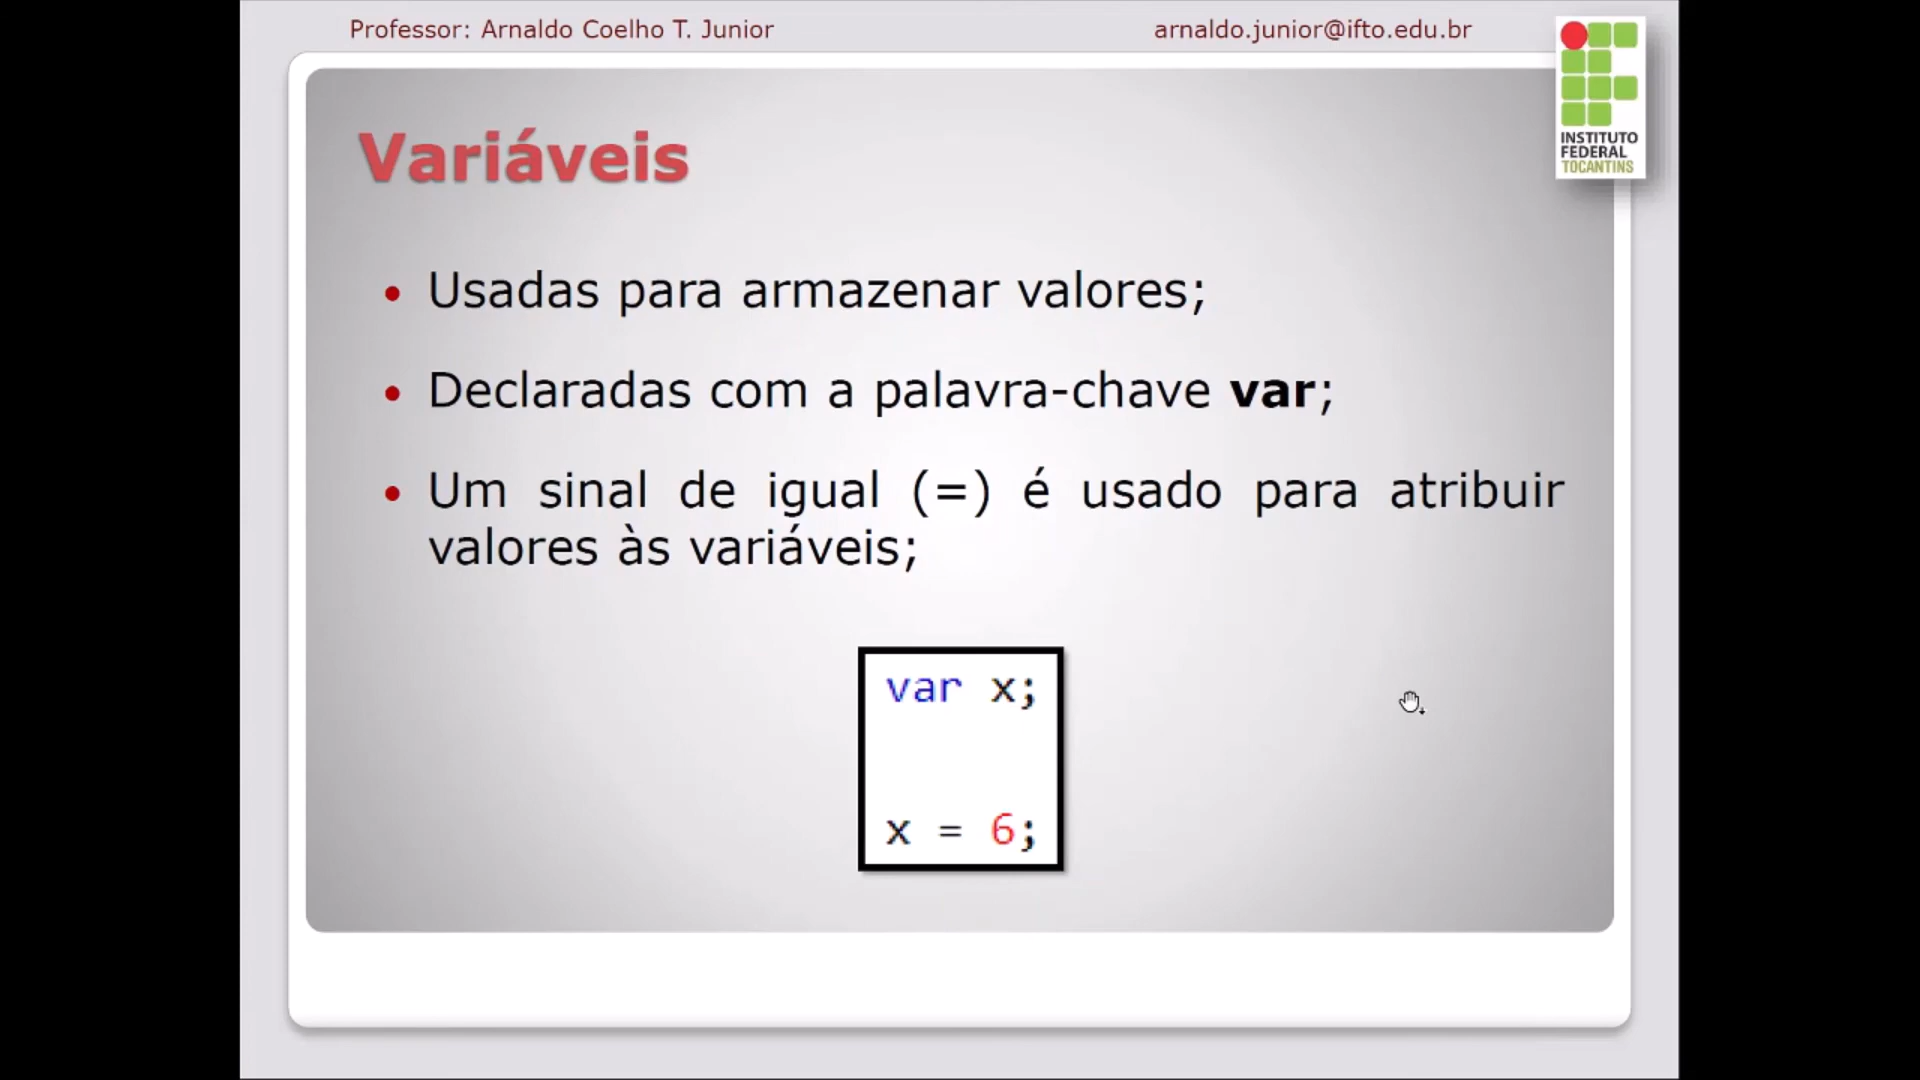 Professor: Arnaldo Coelho T. Junior
arnaldo.junior@ifto.edu.br
INSTITUTO
FEDERAL
TOCANTINS
Variáveis
• Usadas para armazenar valores;
• Declaradas com a palavra-chave var;
• Um sinal de igual (=) é usado para atribuir
valores às variáveis;
var x;
x = 6;